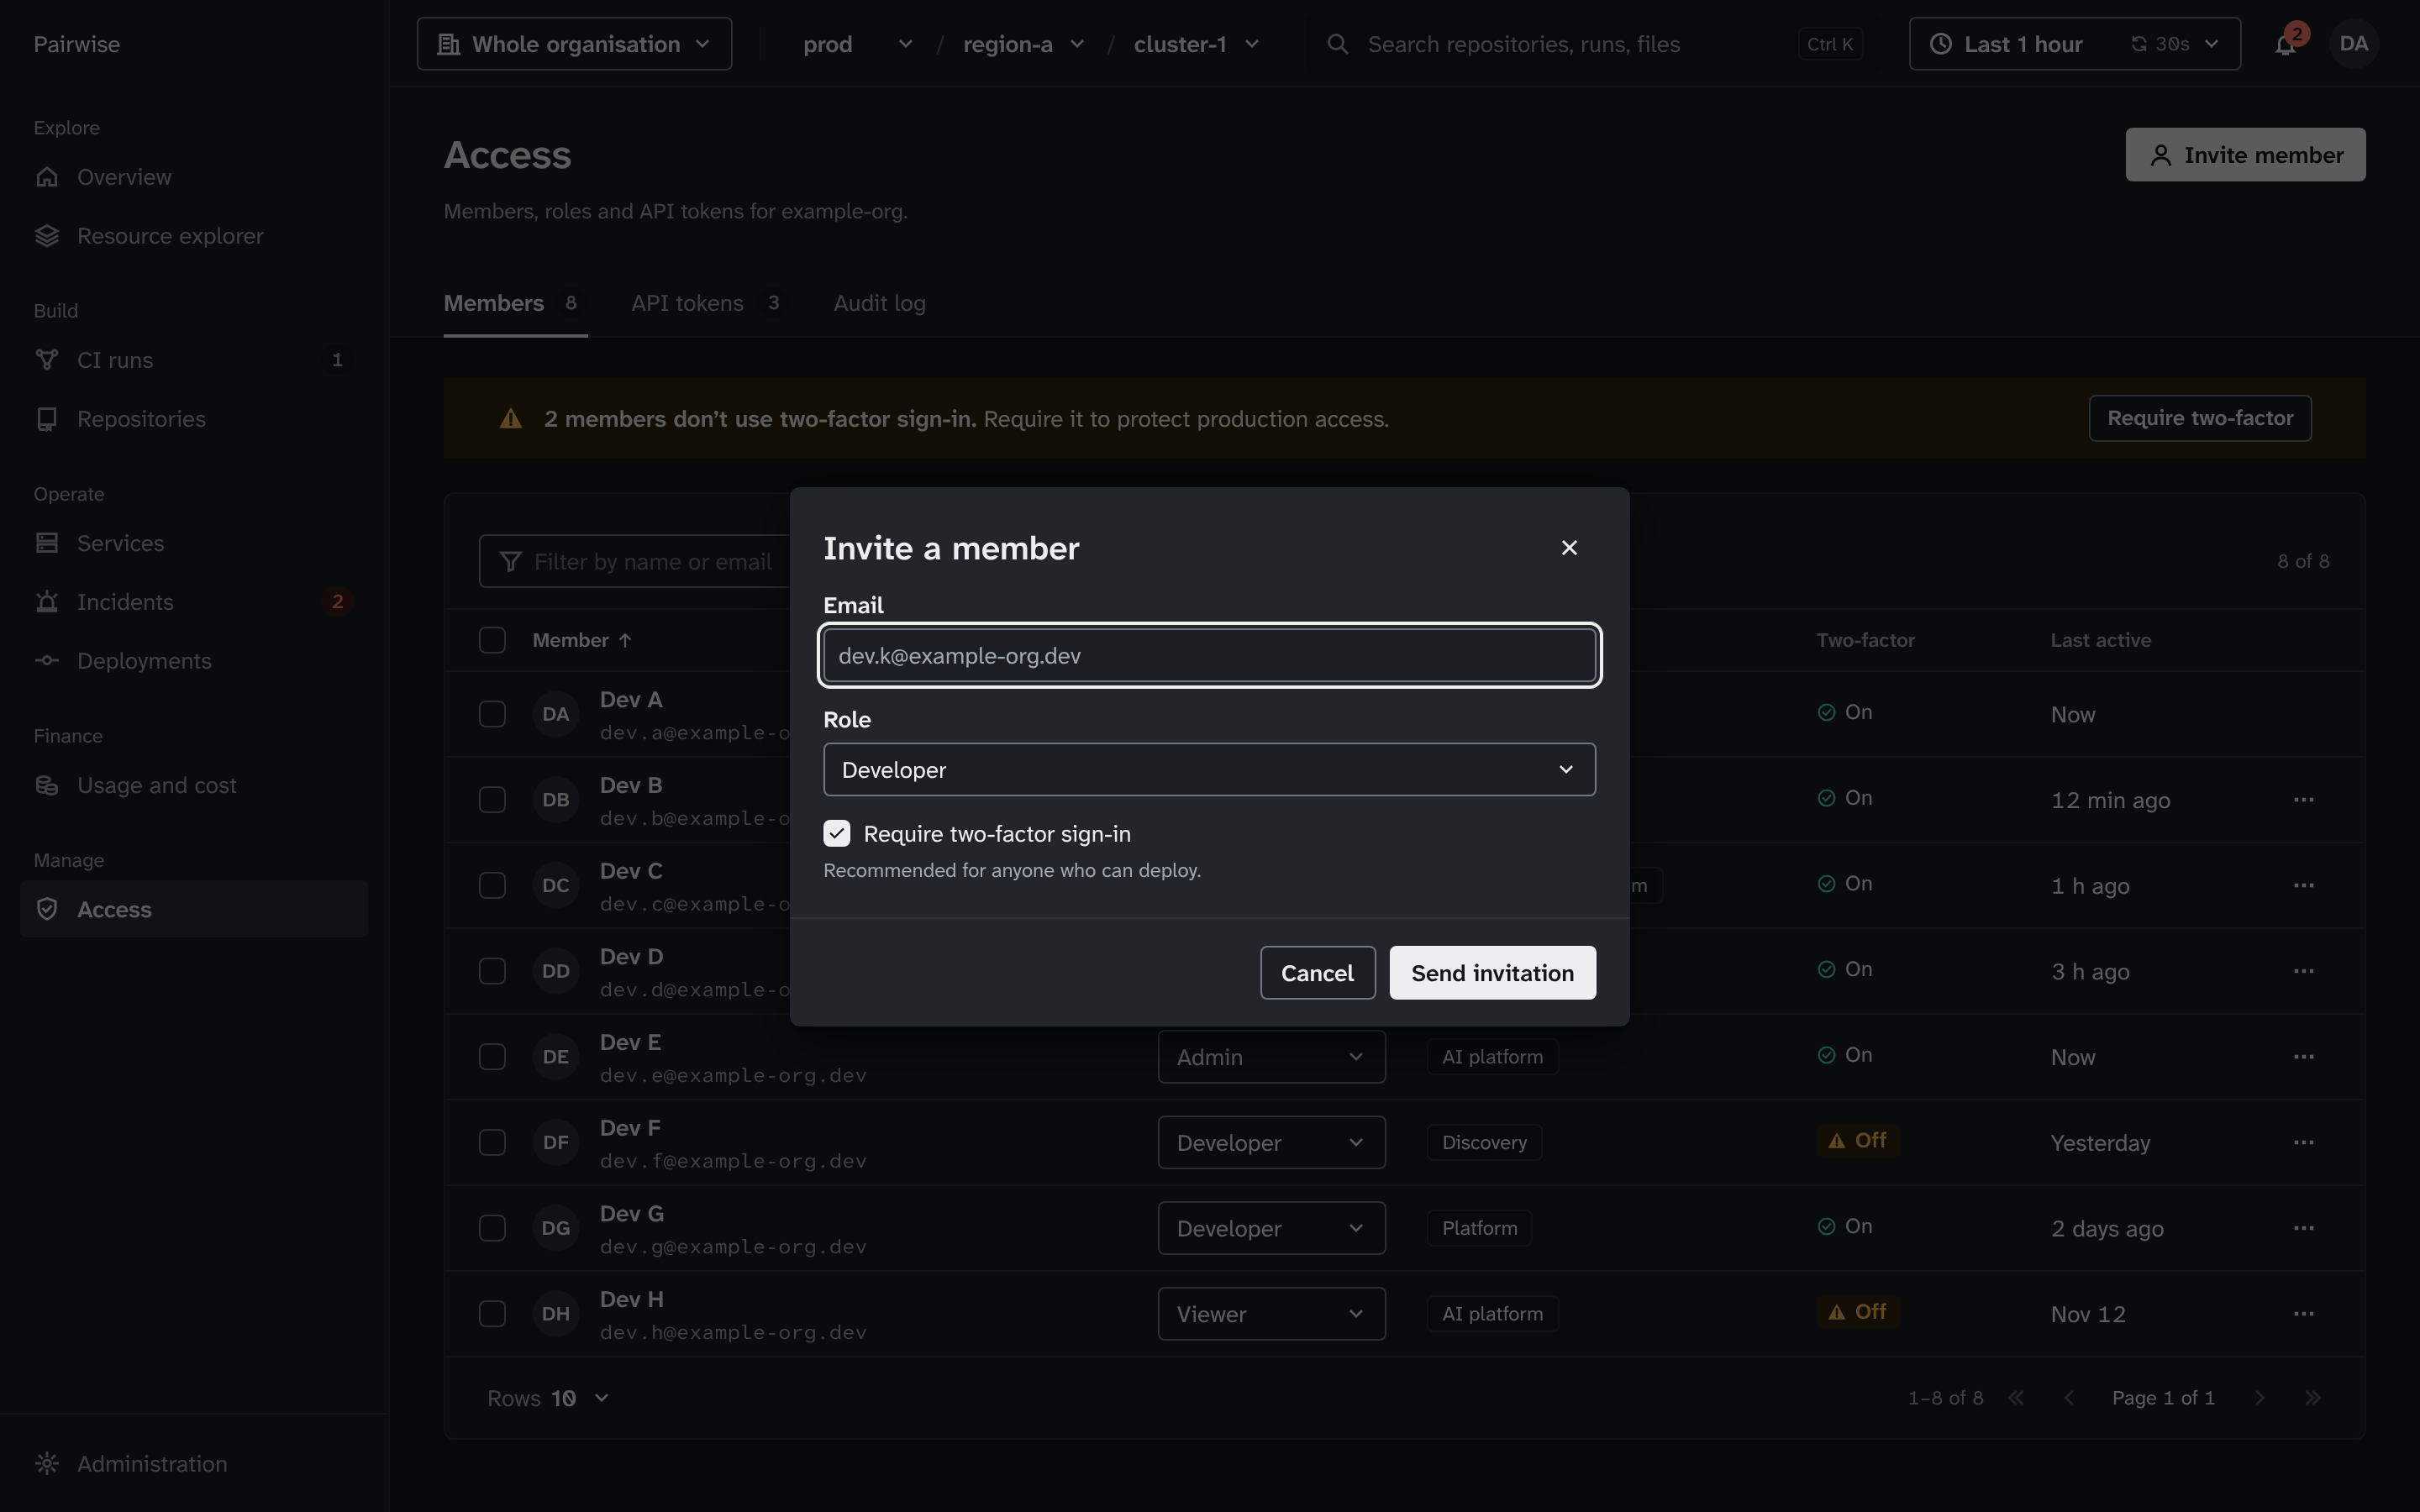 Pairwise
Whole organisation
prod / region-a / cluster-1
Search repositories, runs, files
Ctrl K
Last 1 hour
30s
2
DA
Explore
Overview
Resource explorer
Build
CI runs 1
Repositories
Operate
Services
Incidents 2
Deployments
Finance
Usage and cost
Manage
Access
Administration
Access
Invite member
Members, roles and API tokens for example-org.
Members 8
API tokens 3
Audit log
2 members don’t use two-factor sign-in. Require it to protect production access.
Require two-factor
Filter by name or email
8 of 8
Member ↑
Two-factor
Last active
DA
Dev A
dev.a@example-o
On
Now
DB
Dev B
dev.b@example-o
On
12 min ago
DC
Dev C
dev.c@example-o
m
On
1 h ago
DD
Dev D
dev.d@example-o
On
3 h ago
DE
Dev E
dev.e@example-org.dev
Admin
AI platform
On
Now
DF
Dev F
dev.f@example-org.dev
Developer
Discovery
Off
Yesterday
DG
Dev G
dev.g@example-org.dev
Developer
Platform
On
2 days ago
DH
Dev H
dev.h@example-org.dev
Viewer
AI platform
Off
Nov 12
Rows 10
1–8 of 8
Page 1 of 1
Invite a member
Email
dev.k@example-org.dev
Role
Developer
Require two-factor sign-in
Recommended for anyone who can deploy.
Cancel
Send invitation